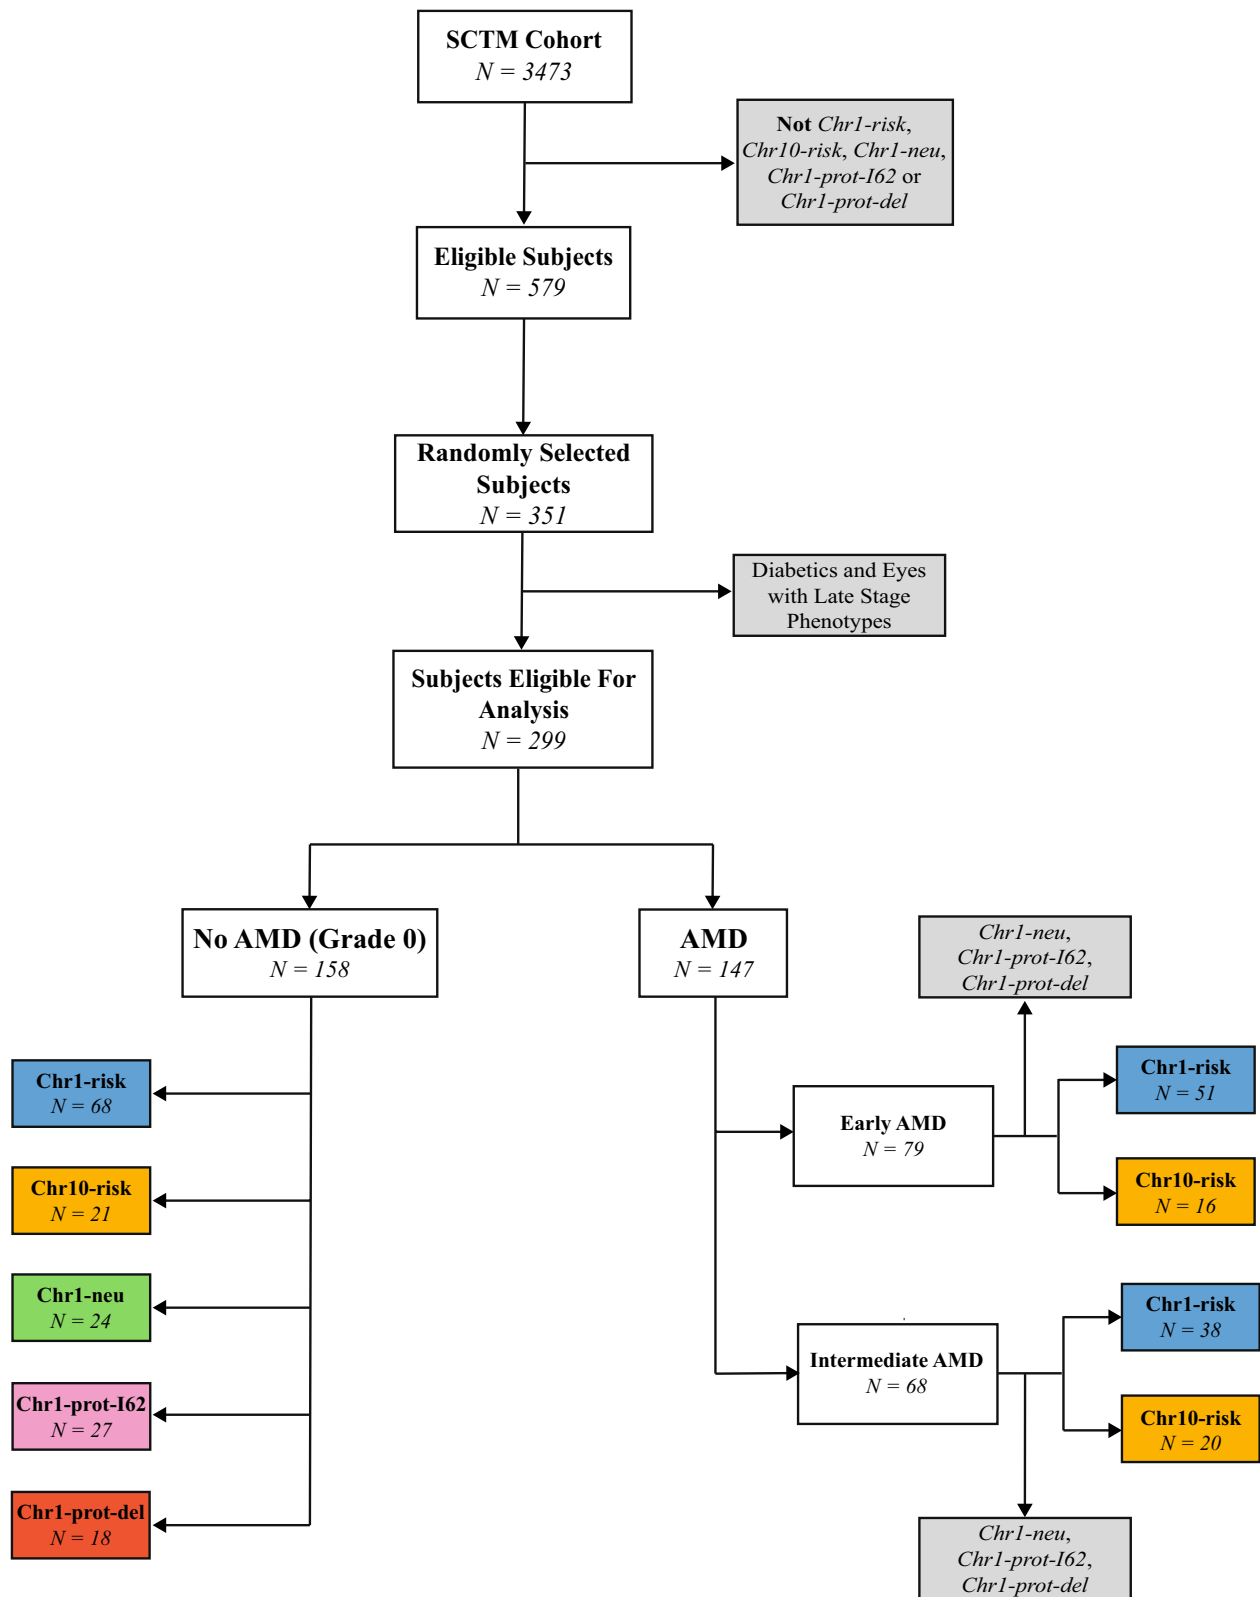 SCTM Cohort
N = 3473
Not Chr1-risk,
Chr10-risk, Chr1-neu,
Chr1-prot-I62 or
Chr1-prot-del
Eligible Subjects
N = 579
Randomly Selected
Subjects
N = 351
Diabetics and Eyes
with Late Stage
Phenotypes
Subjects Eligible For
Analysis
N = 299
No AMD (Grade 0)
N = 158
AMD
N = 147
Chr1-neu,
Chr1-prot-I62,
Chr1-prot-del
Chr1-risk
N = 68
Chr10-risk
N = 21
Chr1-neu
N = 24
Chr1-prot-I62
N = 27
Chr1-prot-del
N = 18
Early AMD
N = 79
Chr1-risk
N = 51
Chr10-risk
N = 16
Intermediate AMD
N = 68
Chr1-risk
N = 38
Chr10-risk
N = 20
Chr1-neu,
Chr1-prot-I62,
Chr1-prot-del